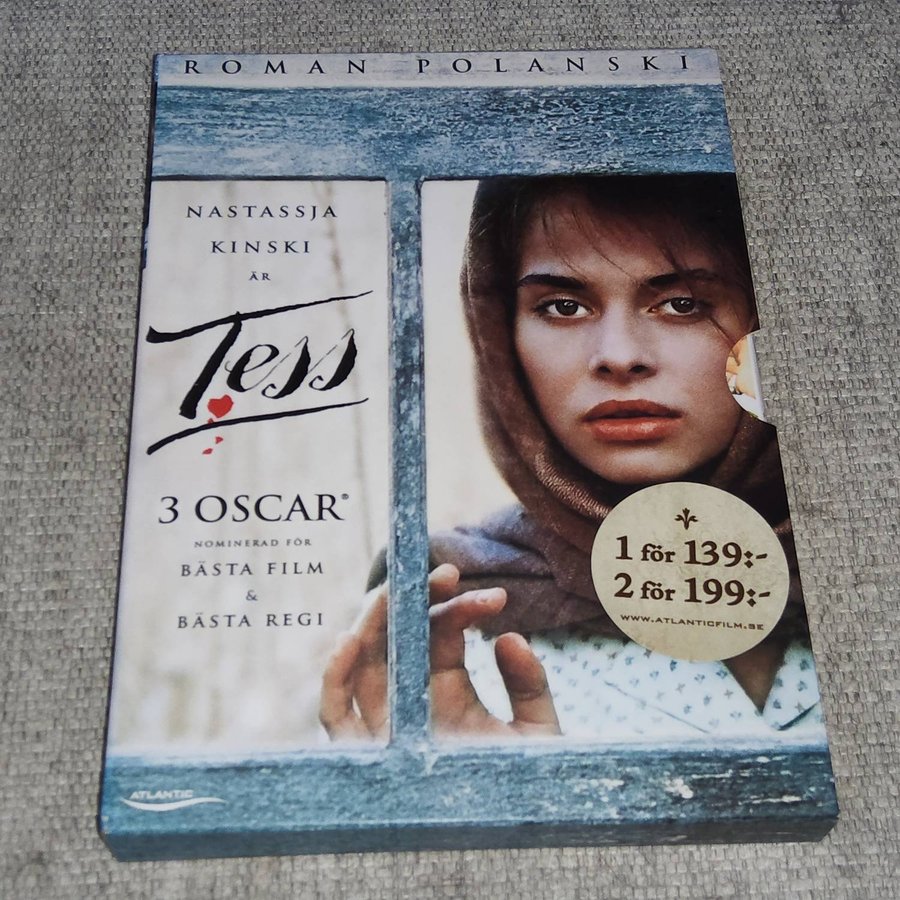 ROMAN POLANSKI
NASTASSJA
KINSKI
ÄR
Tess
3 OSCAR®
NOMINERAD FÖR
BÄSTA FILM
&
BÄSTA REGI
1 för 139:-
2 för 199:-
WWW.ATLANTICFILM.SE
ATLANTIC